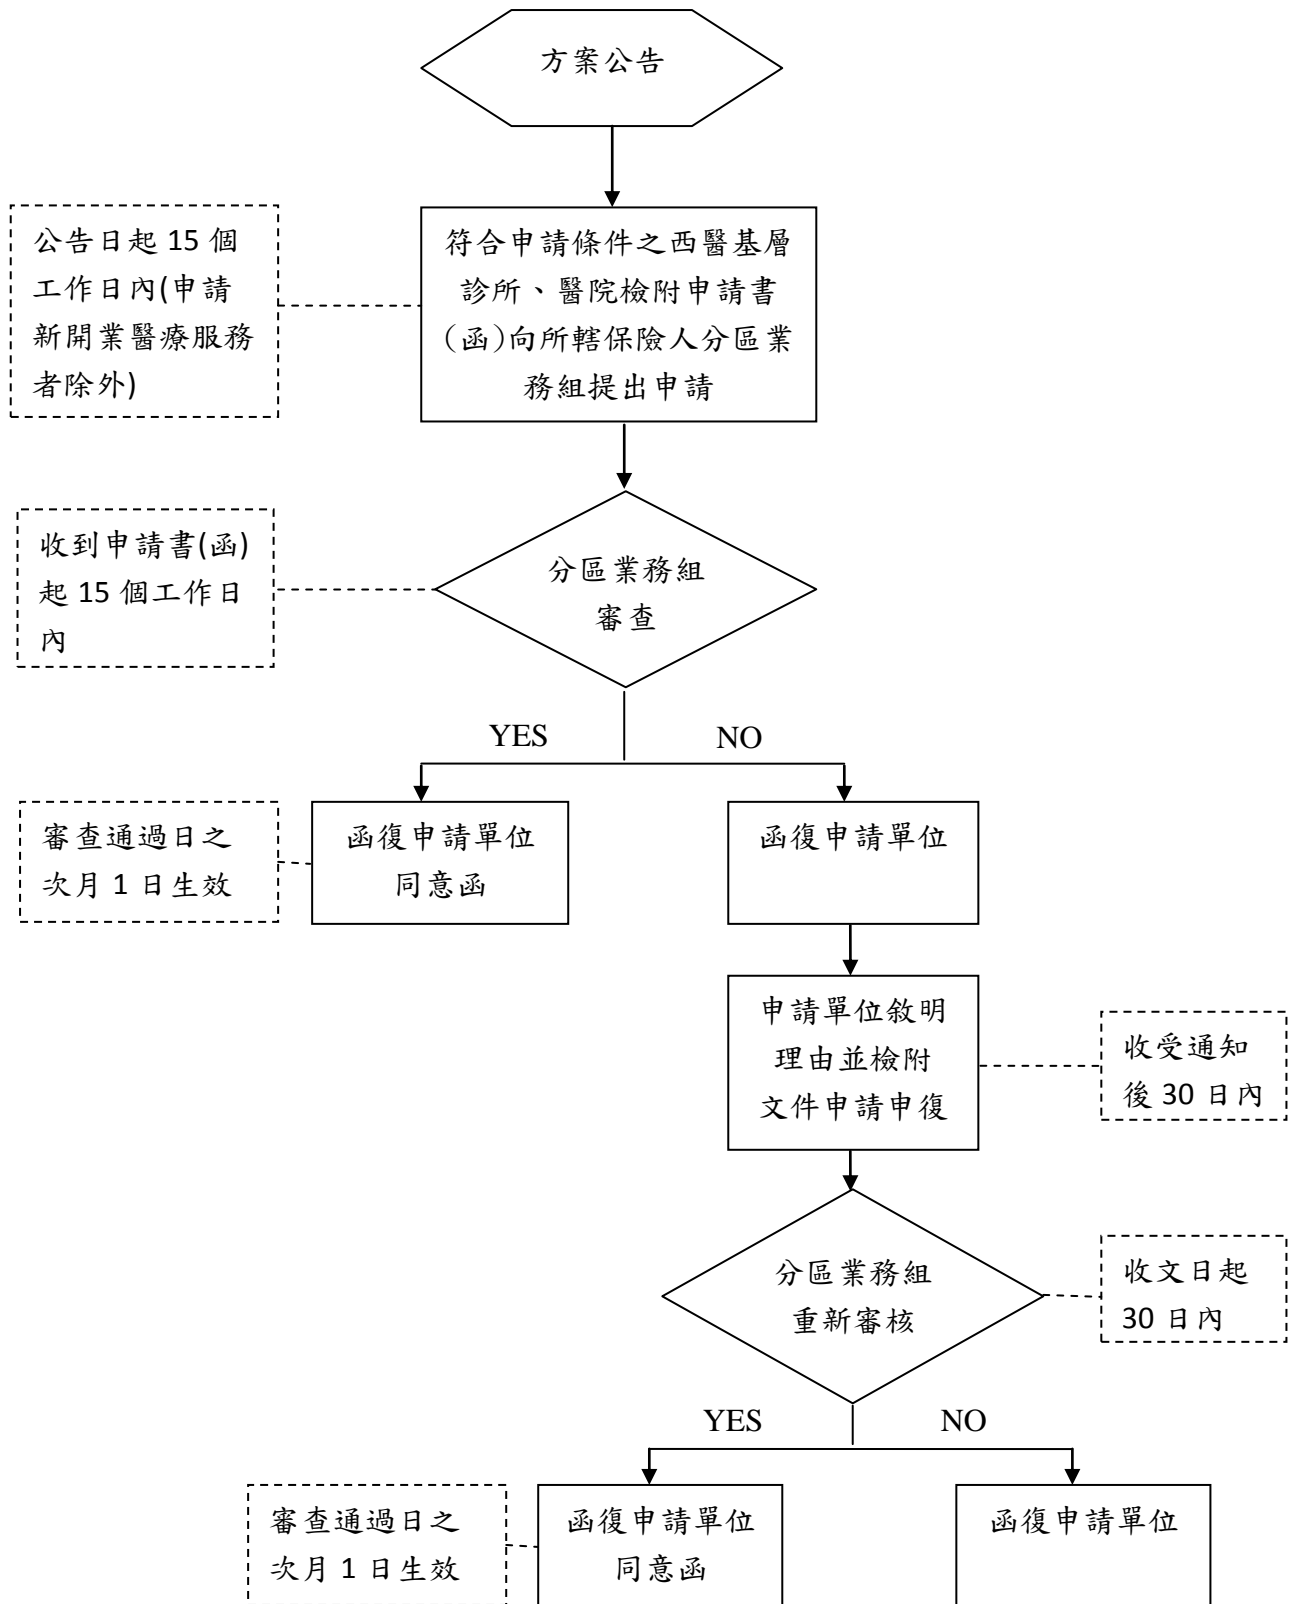 方案公告
公告日起 15 個
工作日內(申請
新開業醫療服務
者除外)
符合申請條件之西醫基層
診所、醫院檢附申請書
(函)向所轄保險人分區業
務組提出申請
收到申請書(函)
起 15 個工作日
內
分區業務組
審查
YES
NO
審查通過日之
次月 1 日生效
函復申請單位
同意函
函復申請單位
申請單位敘明
理由並檢附
文件申請申復
收受通知
後 30 日內
分區業務組
重新審核
收文日起
30 日內
YES
NO
審查通過日之
次月 1 日生效
函復申請單位
同意函
函復申請單位